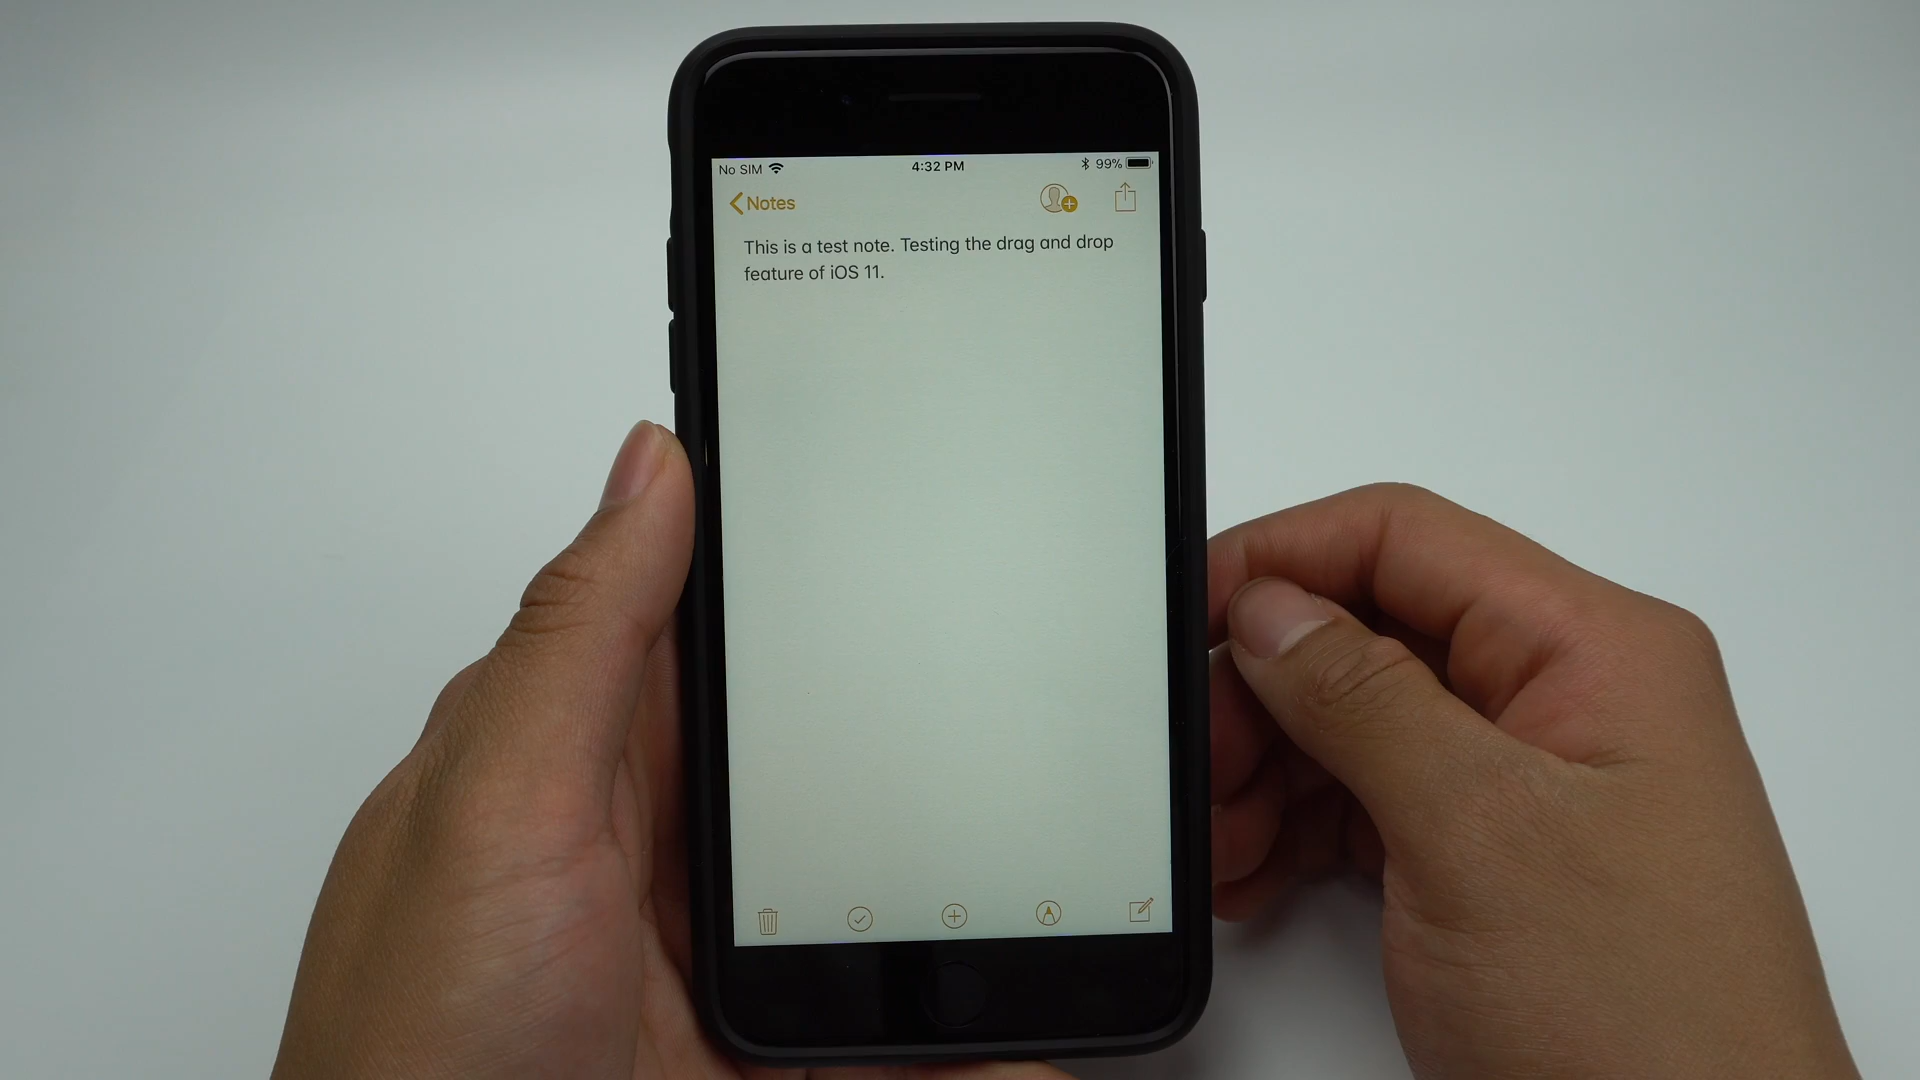 No SIM 4:32 PM 99%
Notes
This is a test note. Testing the drag and drop
feature of iOS 11.